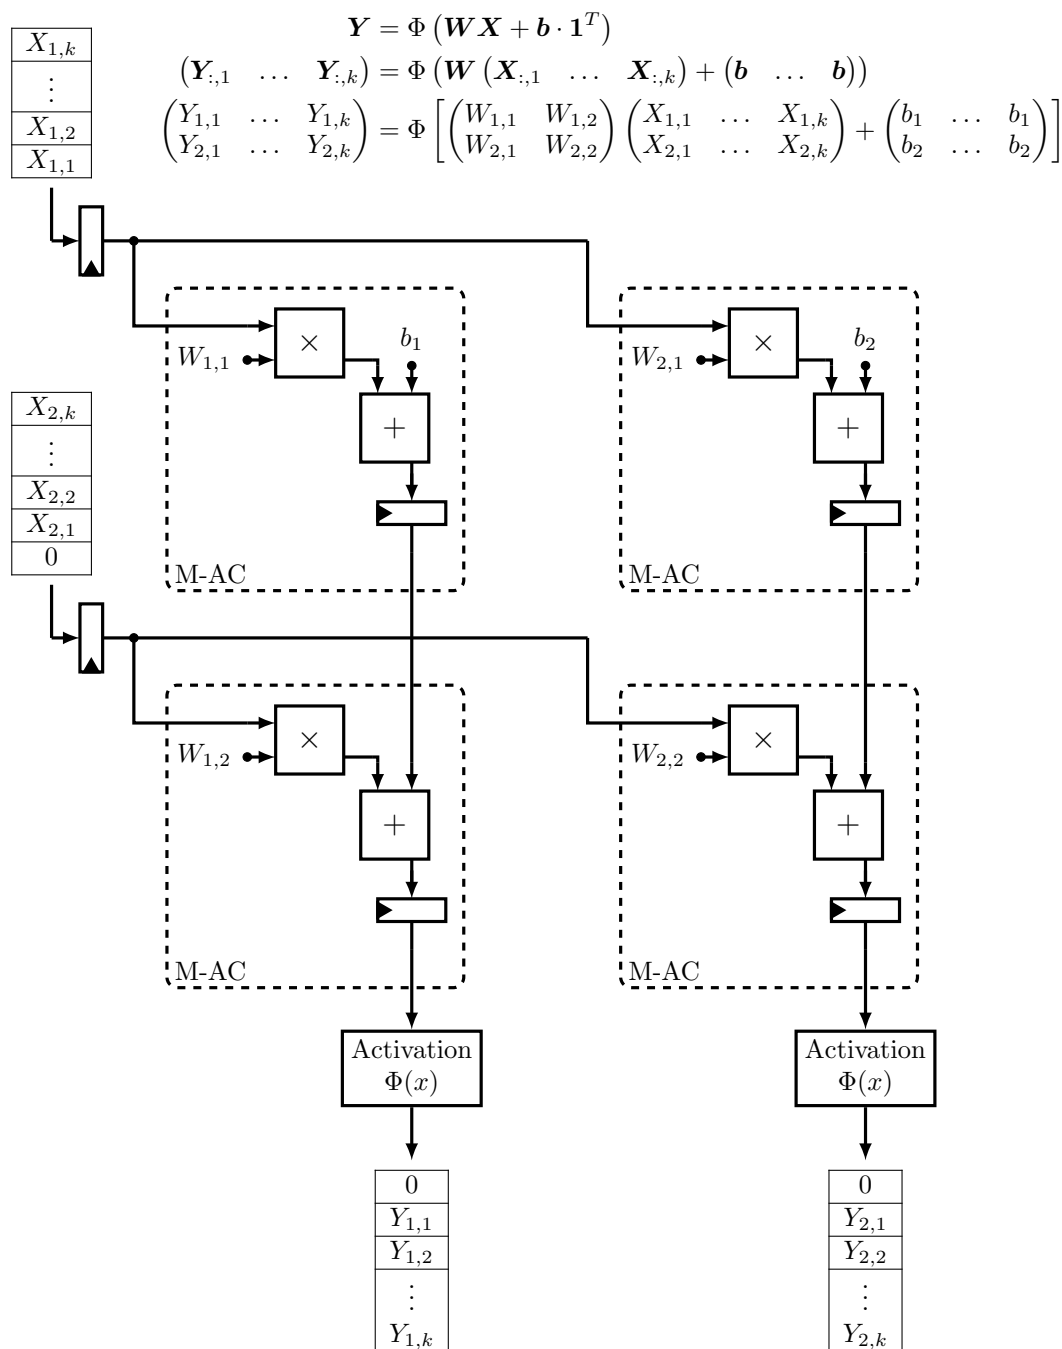 𝒀 = Φ (𝑾𝑿 + 𝒃 · 𝟏^T)
(𝒀_{:,1} … 𝒀_{:,k}) = Φ (𝑾 (𝑿_{:,1} … 𝑿_{:,k}) + (𝒃 … 𝒃))
(Y_{1,1} … Y_{1,k}; Y_{2,1} … Y_{2,k}) = Φ [(W_{1,1} W_{1,2}; W_{2,1} W_{2,2}) (X_{1,1} … X_{1,k}; X_{2,1} … X_{2,k}) + (b_1 … b_1; b_2 … b_2)]
X_{1,k}
⋮
X_{1,2}
X_{1,1}
×
b_1
W_{1,1}
+
M-AC
×
b_2
W_{2,1}
+
M-AC
X_{2,k}
⋮
X_{2,2}
X_{2,1}
0
×
W_{1,2}
+
M-AC
×
W_{2,2}
+
M-AC
Activation
Φ(x)
Activation
Φ(x)
0
Y_{1,1}
Y_{1,2}
⋮
Y_{1,k}
0
Y_{2,1}
Y_{2,2}
⋮
Y_{2,k}